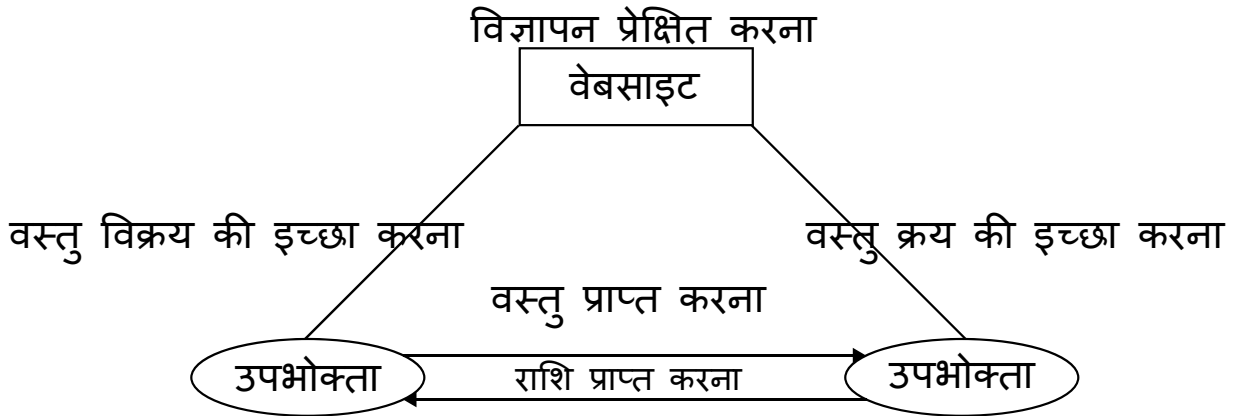 विज्ञापन प्रेक्षित करना
वेबसाइट
वस्तु विक्रय की इच्छा करना
वस्तु क्रय की इच्छा करना
वस्तु प्राप्त करना
उपभोक्ता
राशि प्राप्त करना
उपभोक्ता